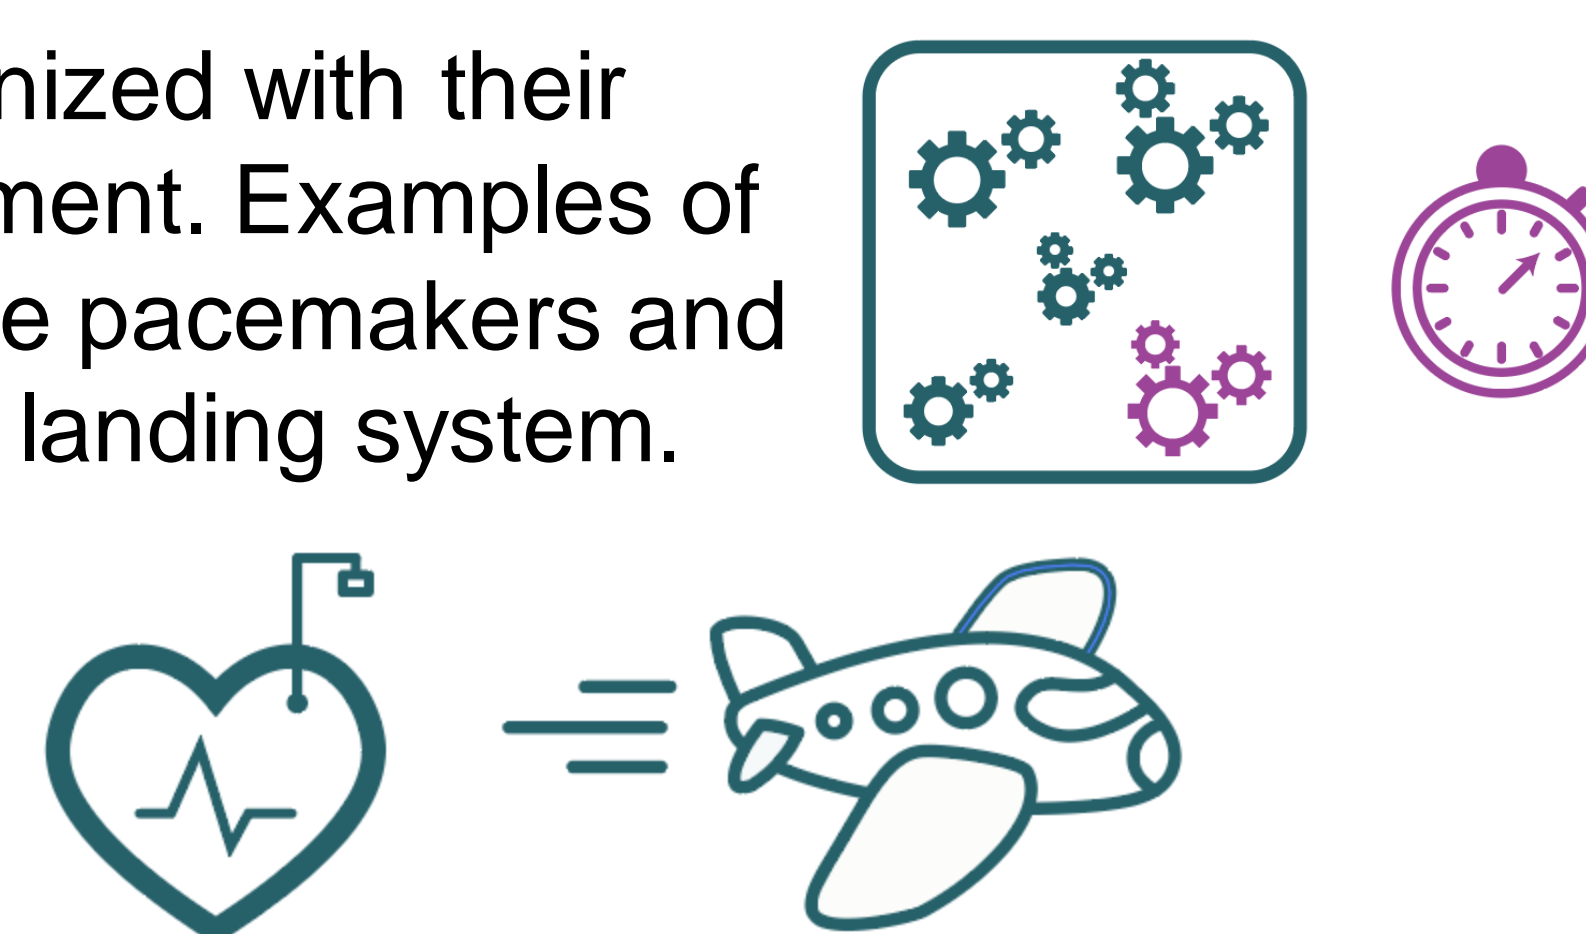 nized with their
ment. Examples of
e pacemakers and
landing system.